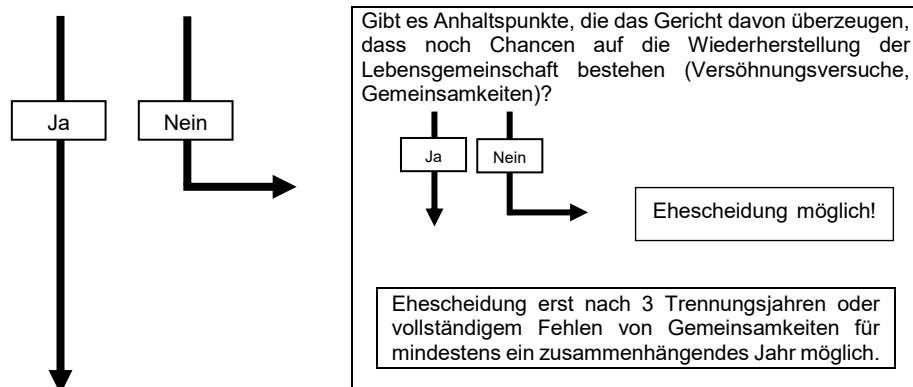 Ja
Nein
Gibt es Anhaltspunkte, die das Gericht davon überzeugen,
dass noch Chancen auf die Wiederherstellung der
Lebensgemeinschaft bestehen (Versöhnungsversuche,
Gemeinsamkeiten)?
Ja
Nein
Ehescheidung möglich!
Ehescheidung erst nach 3 Trennungsjahren oder
vollständigem Fehlen von Gemeinsamkeiten für
mindestens ein zusammenhängendes Jahr möglich.